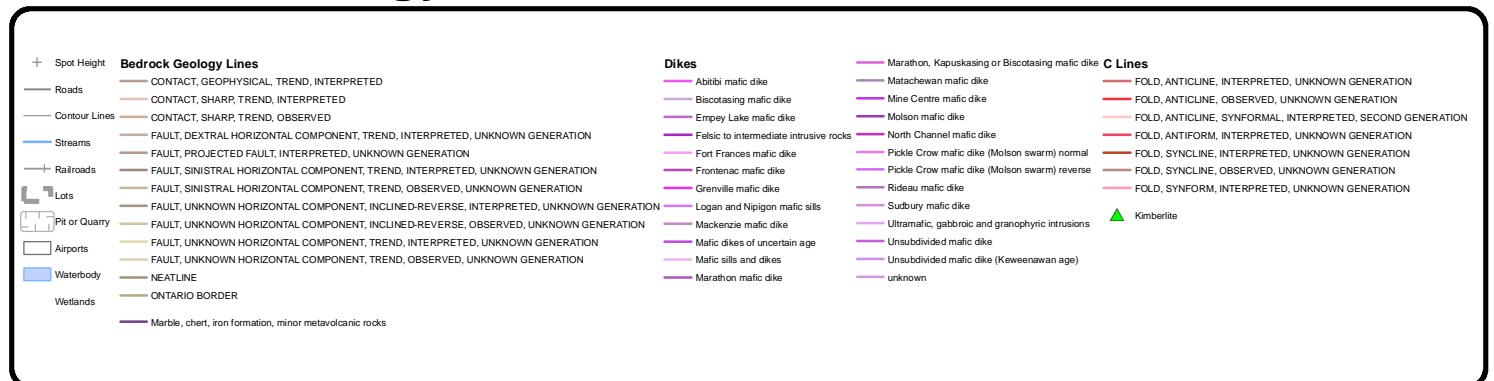 Spot Height
Roads
Contour Lines
Streams
Railroads
Lots
Pit or Quarry
Airports
Waterbody
Wetlands
Bedrock Geology Lines
CONTACT, GEOPHYSICAL, TREND, INTERPRETED
CONTACT, SHARP, TREND, INTERPRETED
CONTACT, SHARP, TREND, OBSERVED
FAULT, DEXTRAL HORIZONTAL COMPONENT, TREND, INTERPRETED, UNKNOWN GENERATION
FAULT, PROJECTED FAULT, INTERPRETED, UNKNOWN GENERATION
FAULT, SINISTRAL HORIZONTAL COMPONENT, TREND, INTERPRETED, UNKNOWN GENERATION
FAULT, SINISTRAL HORIZONTAL COMPONENT, TREND, OBSERVED, UNKNOWN GENERATION
FAULT, UNKNOWN HORIZONTAL COMPONENT, INCLINED-REVERSE, INTERPRETED, UNKNOWN GENERATION
FAULT, UNKNOWN HORIZONTAL COMPONENT, INCLINED-REVERSE, OBSERVED, UNKNOWN GENERATION
FAULT, UNKNOWN HORIZONTAL COMPONENT, TREND, INTERPRETED, UNKNOWN GENERATION
FAULT, UNKNOWN HORIZONTAL COMPONENT, TREND, OBSERVED, UNKNOWN GENERATION
NEATLINE
ONTARIO BORDER
Marble, chert, iron formation, minor metavolcanic rocks
Dikes
Abitibi mafic dike
Biscotasing mafic dike
Empey Lake mafic dike
Felsic to intermediate intrusive rocks
Fort Frances mafic dike
Frontenac mafic dike
Grenville mafic dike
Logan and Nipigon mafic sills
Mackenzie mafic dike
Mafic dikes of uncertain age
Mafic sills and dikes
Marathon mafic dike
Marathon, Kapuskasing or Biscotasing mafic dike
Matachewan mafic dike
Mine Centre mafic dike
Molson mafic dike
North Channel mafic dike
Pickle Crow mafic dike (Molson swarm) normal
Pickle Crow mafic dike (Molson swarm) reverse
Rideau mafic dike
Sudbury mafic dike
Ultramafic, gabbroic and granophyric intrusions
Unsubdivided mafic dike
Unsubdivided mafic dike (Keweenawan age)
unknown
C Lines
FOLD, ANTICLINE, INTERPRETED, UNKNOWN GENERATION
FOLD, ANTICLINE, OBSERVED, UNKNOWN GENERATION
FOLD, ANTICLINE, SYNFORMAL, INTERPRETED, SECOND GENERATION
FOLD, ANTIFORM, INTERPRETED, UNKNOWN GENERATION
FOLD, SYNCLINE, INTERPRETED, UNKNOWN GENERATION
FOLD, SYNCLINE, OBSERVED, UNKNOWN GENERATION
FOLD, SYNFORM, INTERPRETED, UNKNOWN GENERATION
Kimberlite